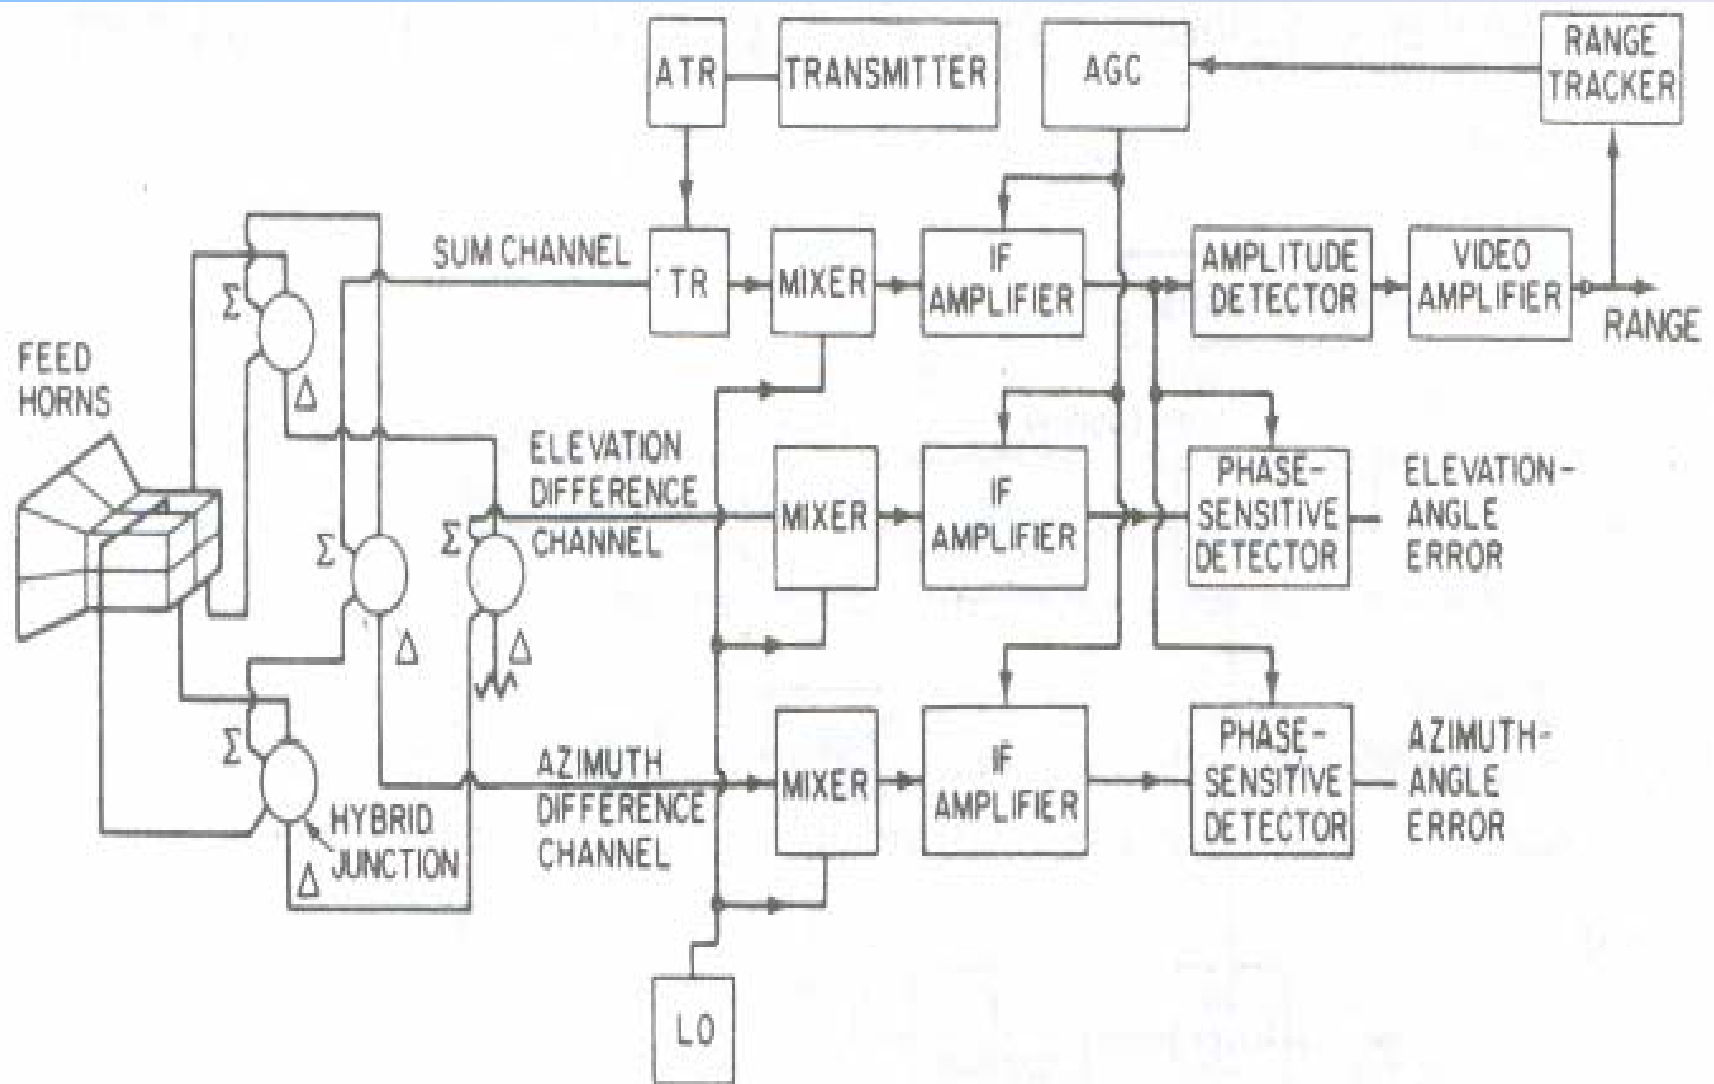 ATR
TRANSMITTER
AGC
RANGE
TRACKER
SUM CHANNEL
TR
MIXER
IF
AMPLIFIER
AMPLITUDE
DETECTOR
VIDEO
AMPLIFIER
RANGE
Σ
Δ
FEED
HORNS
ELEVATION
DIFFERENCE
CHANNEL
MIXER
IF
AMPLIFIER
PHASE-
SENSITIVE
DETECTOR
ELEVATION-
ANGLE
ERROR
Σ
Δ
Σ
Δ
Σ
Δ
HYBRID
JUNCTION
AZIMUTH
DIFFERENCE
CHANNEL
MIXER
IF
AMPLIFIER
PHASE-
SENSITIVE
DETECTOR
AZIMUTH-
ANGLE
ERROR
LO